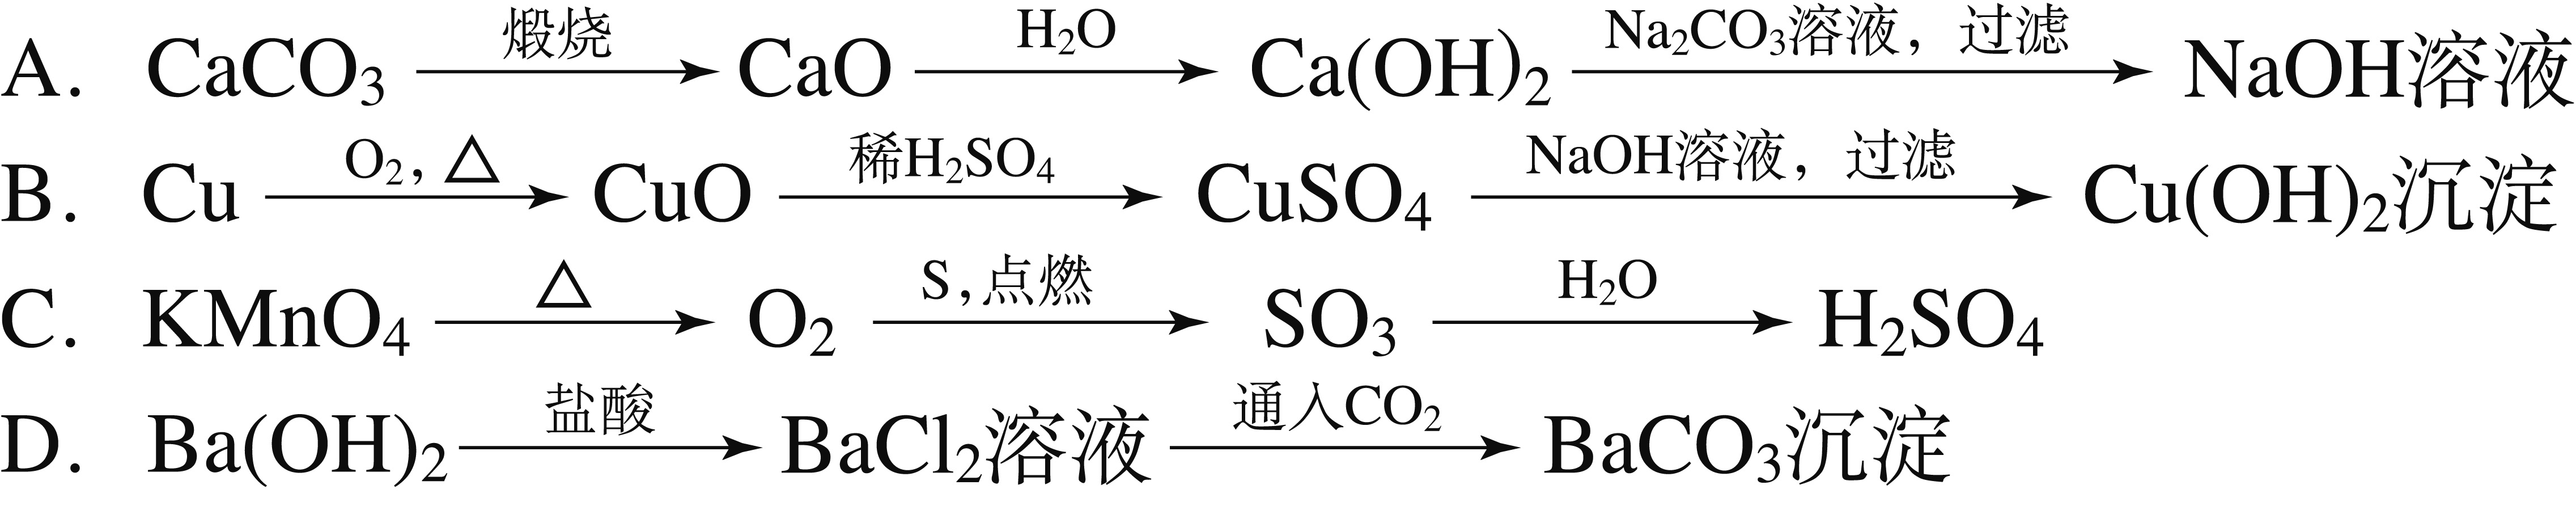 A. CaCO₃ 煅烧→ CaO H₂O→ Ca(OH)₂ Na₂CO₃溶液，过滤→ NaOH溶液
B. Cu O₂,△→ CuO 稀H₂SO₄→ CuSO₄ NaOH溶液，过滤→ Cu(OH)₂沉淀
C. KMnO₄ △→ O₂ S,点燃→ SO₃ H₂O→ H₂SO₄
D. Ba(OH)₂ 盐酸→ BaCl₂溶液 通入CO₂→ BaCO₃沉淀